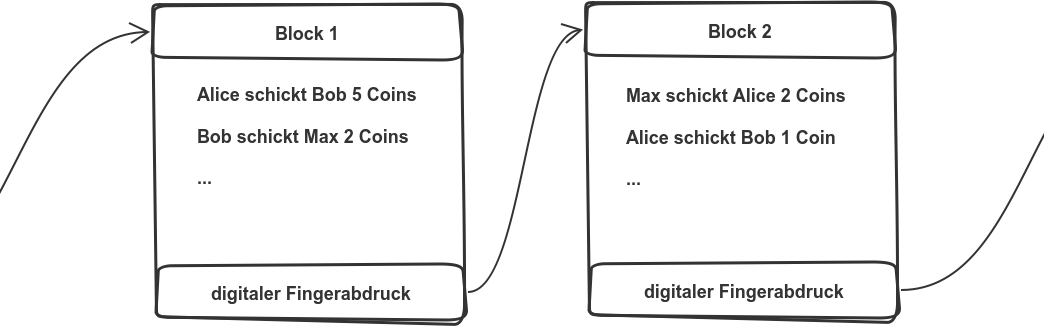 Block 1
Alice schickt Bob 5 Coins
Bob schickt Max 2 Coins
...
digitaler Fingerabdruck
Block 2
Max schickt Alice 2 Coins
Alice schickt Bob 1 Coin
...
digitaler Fingerabdruck